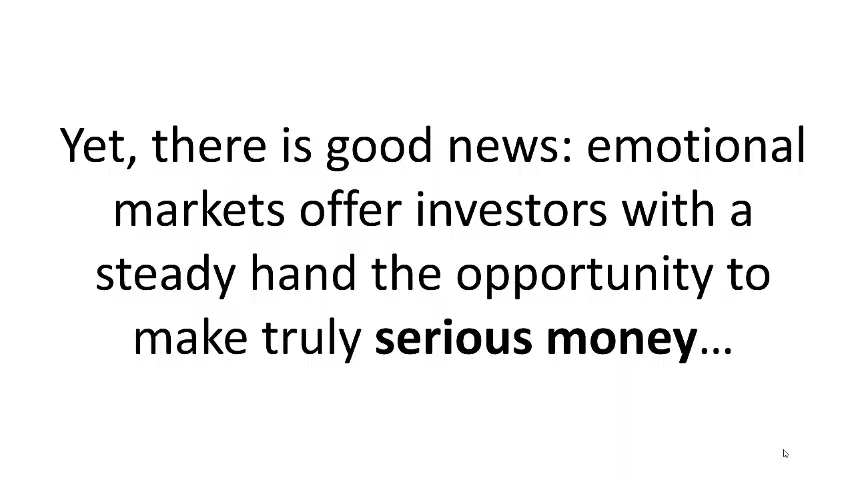 Yet, there is good news: emotional
markets offer investors with a
steady hand the opportunity to
make truly serious money…